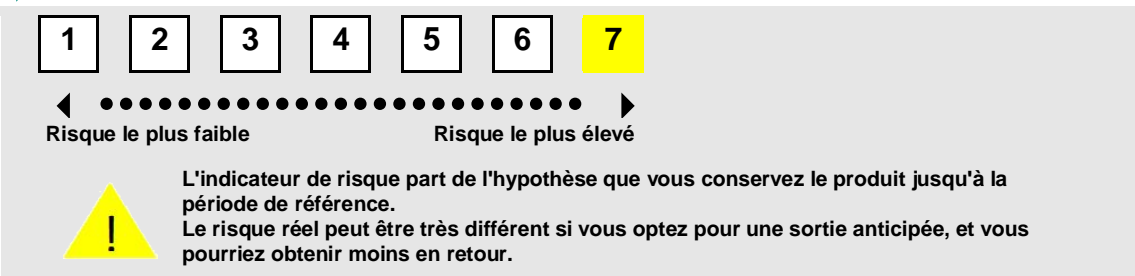 1 2 3 4 5 6 7
Risque le plus faible Risque le plus élevé
L'indicateur de risque part de l'hypothèse que vous conservez le produit jusqu'à la
période de référence.
Le risque réel peut être très différent si vous optez pour une sortie anticipée, et vous
pourriez obtenir moins en retour.
!